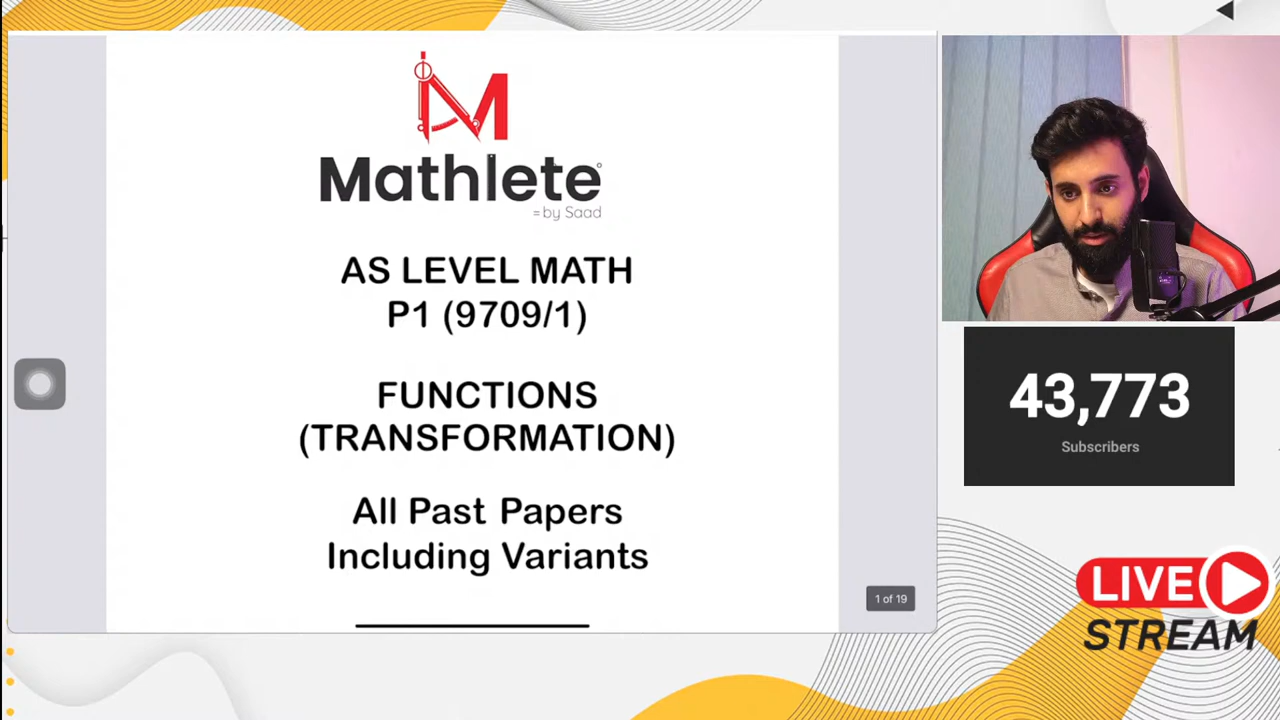 Mathlete
=by Saad
AS LEVEL MATH
P1 (9709/1)
FUNCTIONS
(TRANSFORMATION)
All Past Papers
Including Variants
1 of 19
43,773
Subscribers
LIVE
STREAM